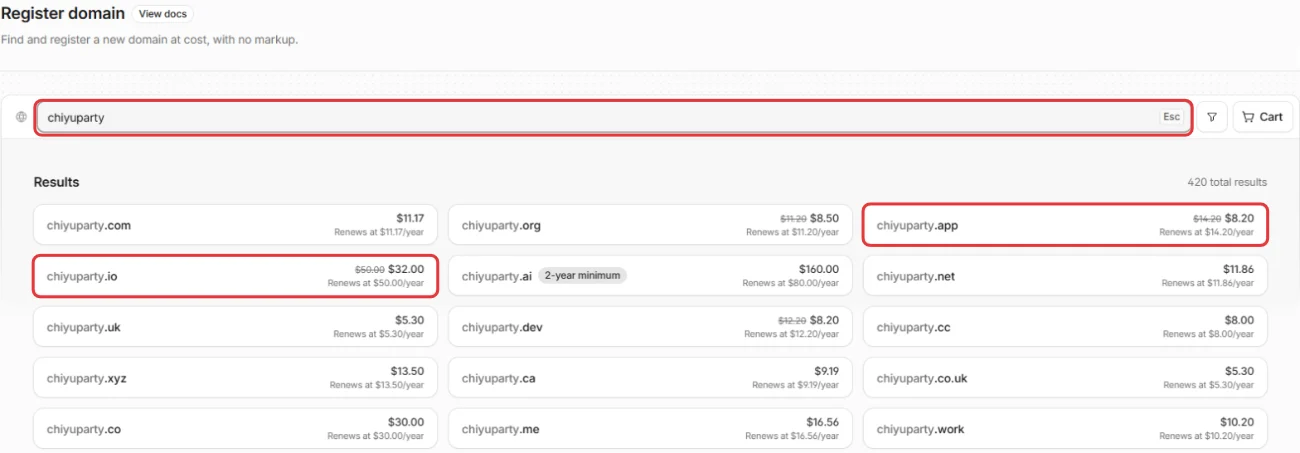 Register domain View docs
Find and register a new domain at cost, with no markup.
chiyuparty Esc Cart
Results 420 total results
chiyuparty.com $11.17
Renews at $11.17/year
chiyuparty.org $11.20 $8.50
Renews at $11.20/year
chiyuparty.app $14.20 $8.20
Renews at $14.20/year
chiyuparty.io $50.00 $32.00
Renews at $50.00/year
chiyuparty.ai 2-year minimum $160.00
Renews at $80.00/year
chiyuparty.net $11.86
Renews at $11.86/year
chiyuparty.uk $5.30
Renews at $5.30/year
chiyuparty.dev $12.20 $8.20
Renews at $12.20/year
chiyuparty.cc $8.00
Renews at $8.00/year
chiyuparty.xyz $13.50
Renews at $13.50/year
chiyuparty.ca $9.19
Renews at $9.19/year
chiyuparty.co.uk $5.30
Renews at $5.30/year
chiyuparty.co $30.00
Renews at $30.00/year
chiyuparty.me $16.56
Renews at $16.56/year
chiyuparty.work $10.20
Renews at $10.20/year